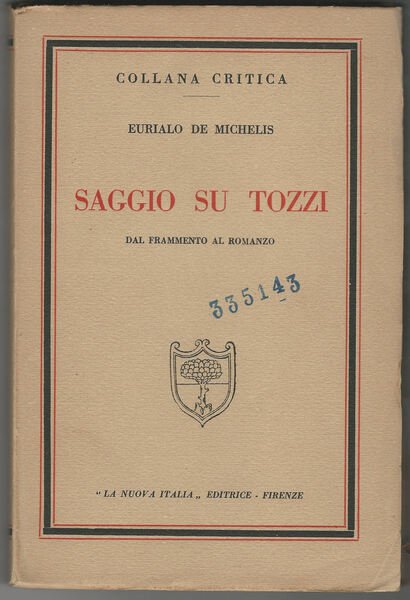 COLLANA CRITICA
EURIALO DE MICHELIS
SAGGIO SU TOZZI
DAL FRAMMENTO AL ROMANZO
335143
"LA NUOVA ITALIA„ EDITRICE - FIRENZE